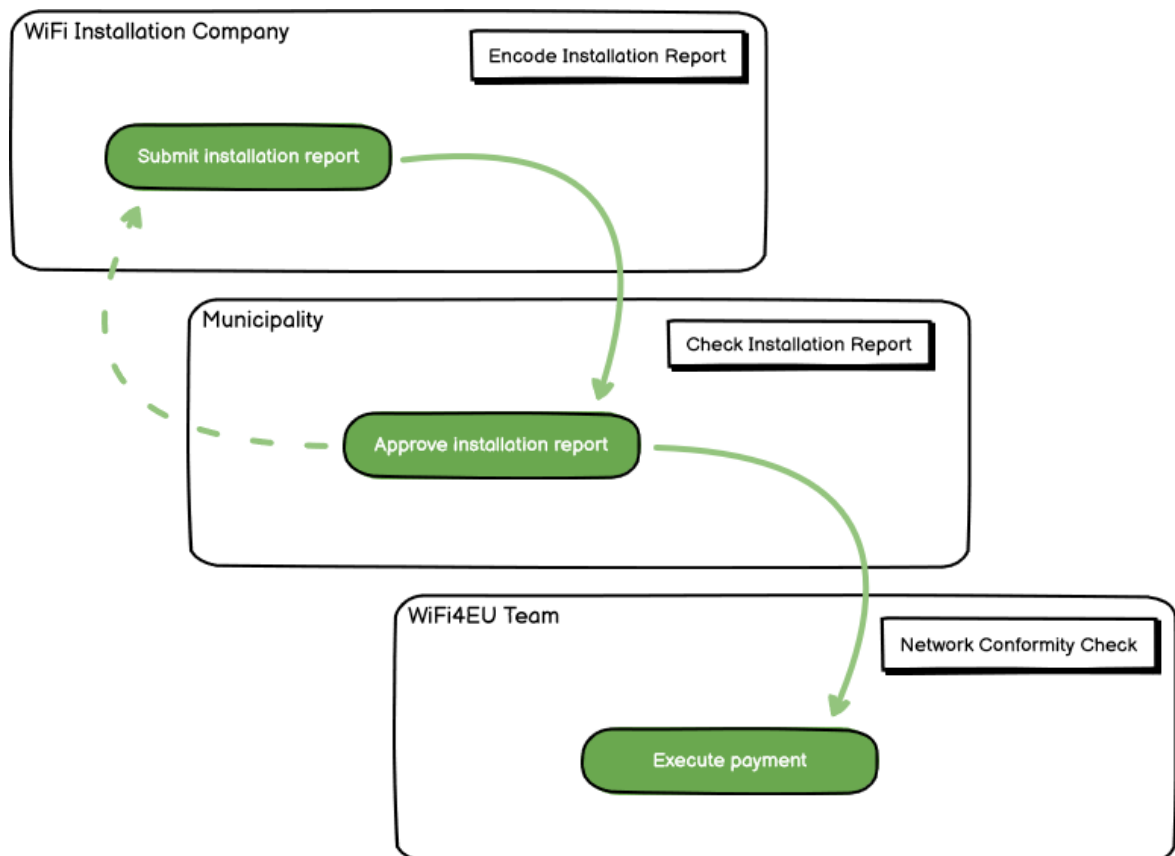 WiFi Installation Company
Encode Installation Report
Submit installation report
Municipality
Check Installation Report
Approve installation report
WiFi4EU Team
Network Conformity Check
Execute payment